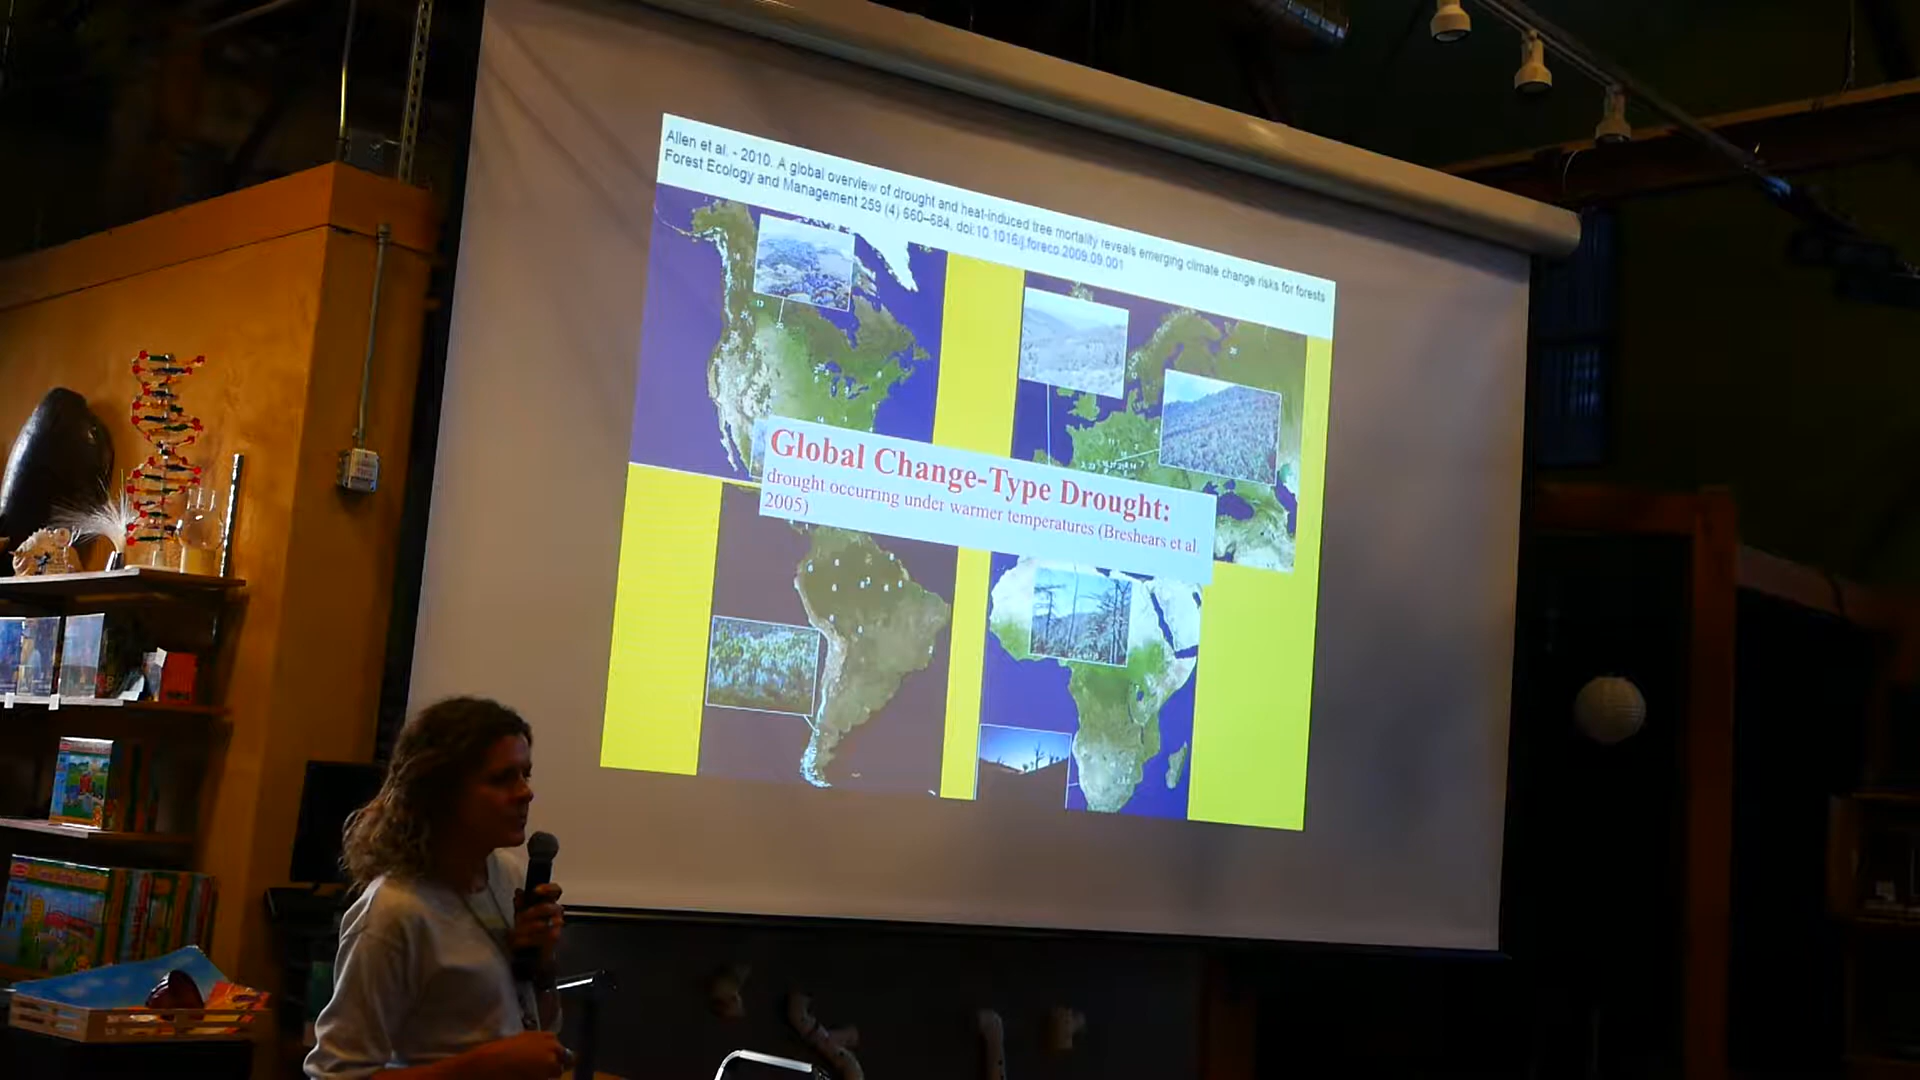 Allen et al. - 2010. A global overview of drought and heat-induced tree mortality reveals emerging climate change risks for forests
Forest Ecology and Management 259 (4) 660–684, doi:10.1016/j.foreco.2009.09.001
Global Change-Type Drought:
drought occurring under warmer temperatures (Breshears et al.
2005)